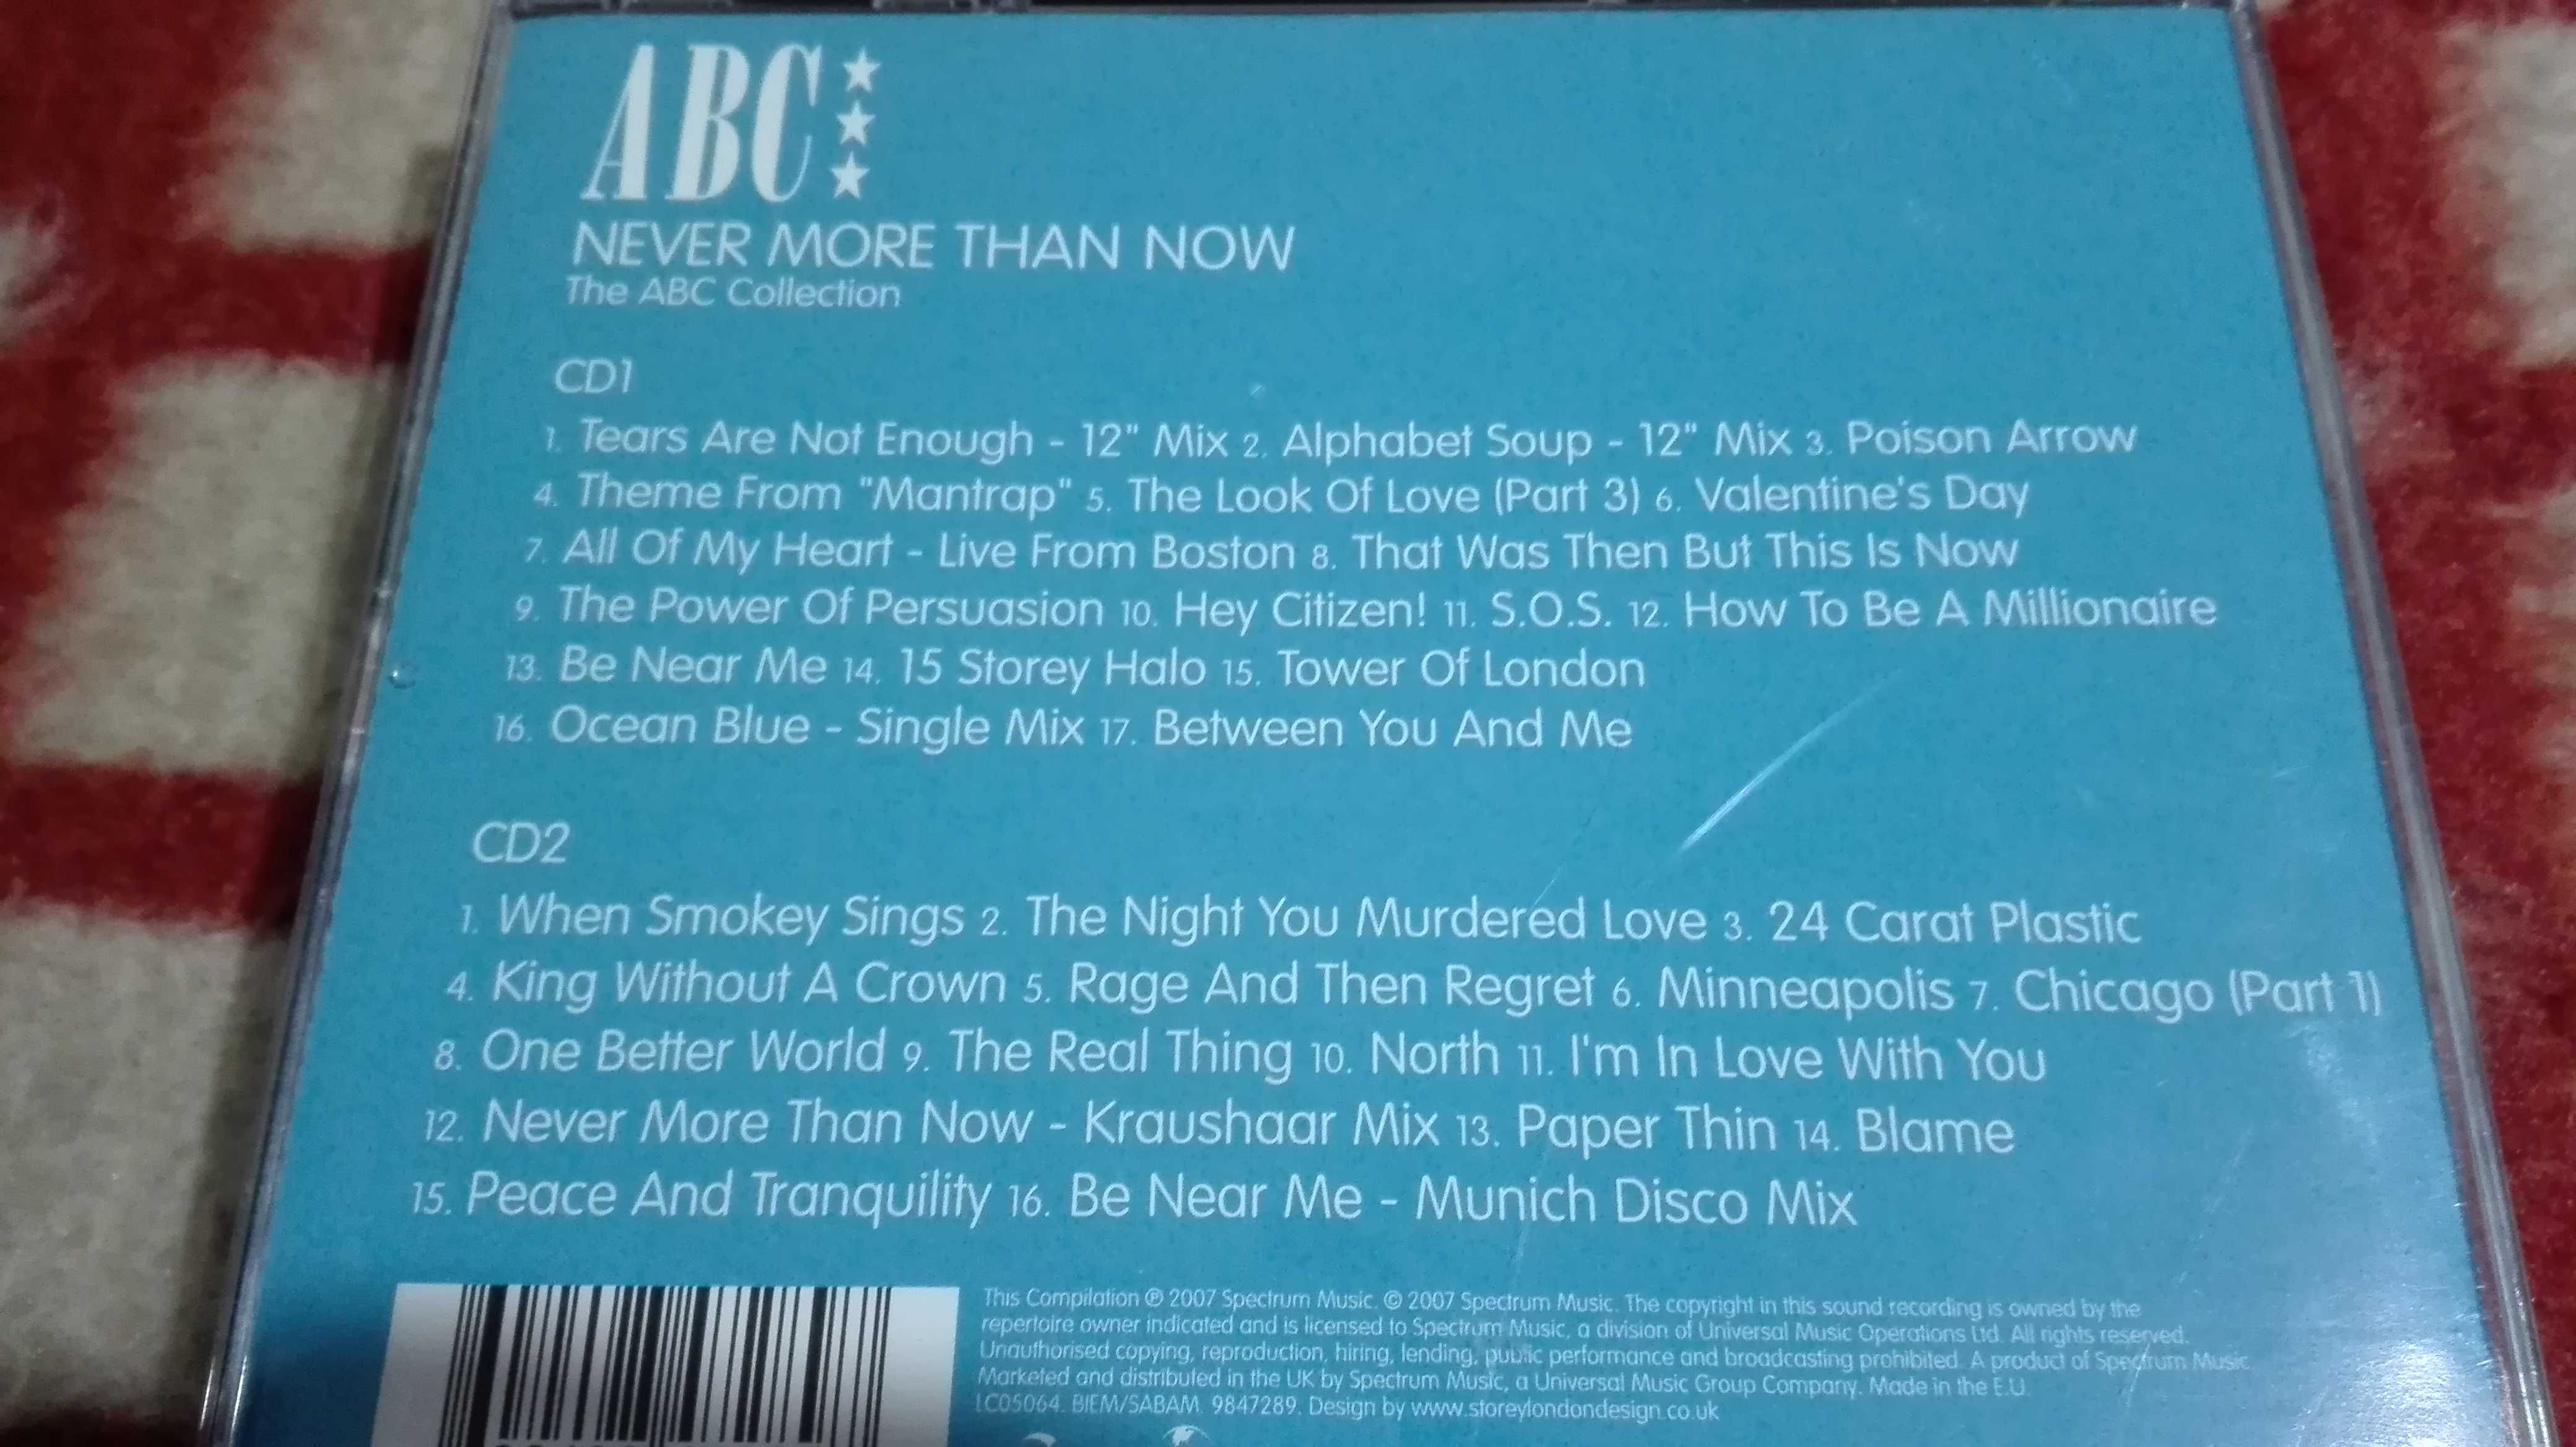 ABC
NEVER MORE THAN NOW
The ABC Collection
CD1
1. Tears Are Not Enough - 12" Mix 2. Alphabet Soup - 12" Mix 3. Poison Arrow
4. Theme From "Mantrap" 5. The Look Of Love (Part 3) 6. Valentine's Day
7. All Of My Heart - Live From Boston 8. That Was Then But This Is Now
9. The Power Of Persuasion 10. Hey Citizen! 11. S.O.S. 12. How To Be A Millionaire
13. Be Near Me 14. 15 Storey Halo 15. Tower Of London
16. Ocean Blue - Single Mix 17. Between You And Me
CD2
1. When Smokey Sings 2. The Night You Murdered Love 3. 24 Carat Plastic
4. King Without A Crown 5. Rage And Then Regret 6. Minneapolis 7. Chicago (Part 1)
8. One Better World 9. The Real Thing 10. North 11. I'm In Love With You
12. Never More Than Now - Kraushaar Mix 13. Paper Thin 14. Blame
15. Peace And Tranquility 16. Be Near Me - Munich Disco Mix
This Compilation ℗ 2007 Spectrum Music. © 2007 Spectrum Music. The copyright in this sound recording is owned by the
repertoire owner indicated and is licensed to Spectrum Music, a division of Universal Music Operations Ltd. All rights reserved.
Unauthorised copying, reproduction, hiring, lending, public performance and broadcasting prohibited. A product of Spectrum Music.
Marketed and distributed in the UK by Spectrum Music, a Universal Music Group Company. Made in the E.U.
LC05064. BIEM/SABAM. 9847289. Design by www.storeylondondesign.co.uk